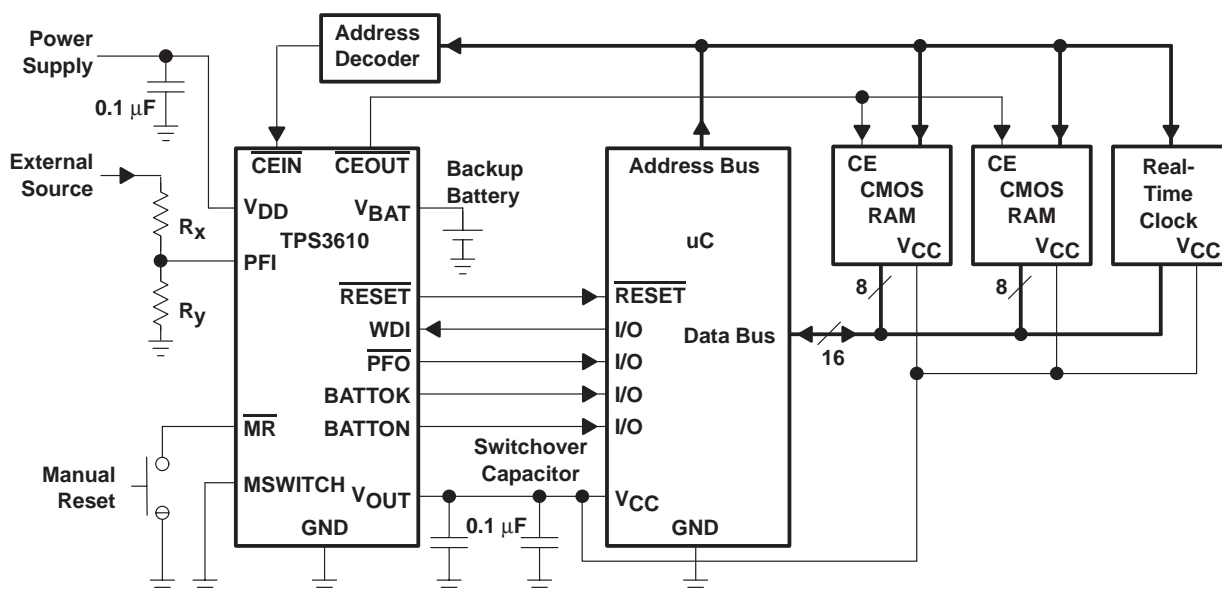 Power
Supply
0.1 μF
External
Source
Rx
Ry
Manual
Reset
Address
Decoder
CEIN
CEOUT
VDD
VBAT
TPS3610
PFI
RESET
WDI
PFO
BATTOK
BATTON
MR
MSWITCH
VOUT
GND
Backup
Battery
Switchover
Capacitor
0.1 μF
Address Bus
uC
RESET
I/O
Data Bus
I/O
I/O
I/O
VCC
GND
16
CE
CMOS
RAM
VCC
8
CE
CMOS
RAM
VCC
8
Real-
Time
Clock
VCC